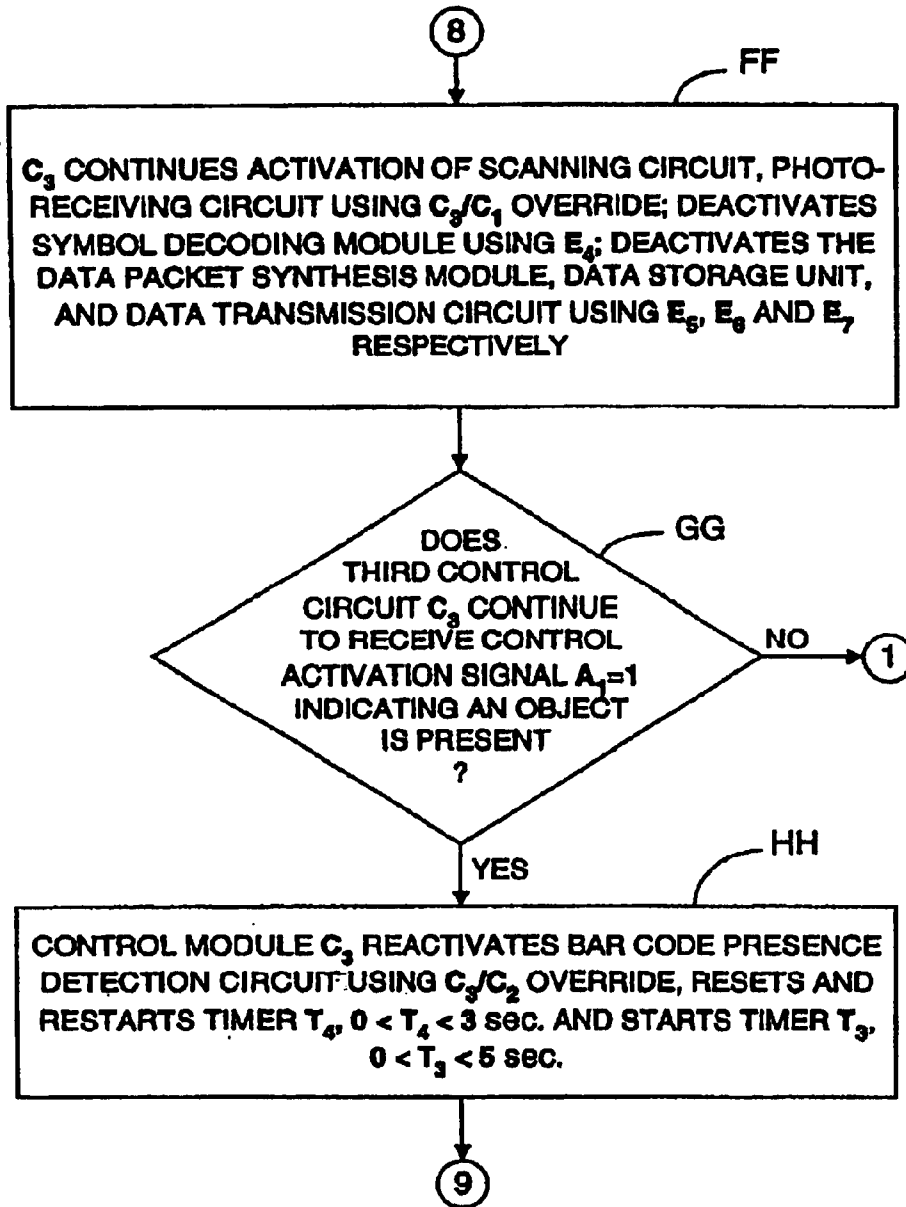 8
FF
C₃ CONTINUES ACTIVATION OF SCANNING CIRCUIT, PHOTO-
RECEIVING CIRCUIT USING C₃/C₁ OVERRIDE; DEACTIVATES
SYMBOL DECODING MODULE USING E₄; DEACTIVATES THE
DATA PACKET SYNTHESIS MODULE, DATA STORAGE UNIT,
AND DATA TRANSMISSION CIRCUIT USING E₅, E₆ AND E₇
RESPECTIVELY
GG
DOES
THIRD CONTROL
CIRCUIT C₃ CONTINUE
TO RECEIVE CONTROL
ACTIVATION SIGNAL A₁=1
INDICATING AN OBJECT
IS PRESENT
?
NO
1
YES
HH
CONTROL MODULE C₃ REACTIVATES BAR CODE PRESENCE
DETECTION CIRCUIT USING C₃/C₂ OVERRIDE, RESETS AND
RESTARTS TIMER T₄, 0 < T₄ < 3 sec. AND STARTS TIMER T₃,
0 < T₃ < 5 sec.
9